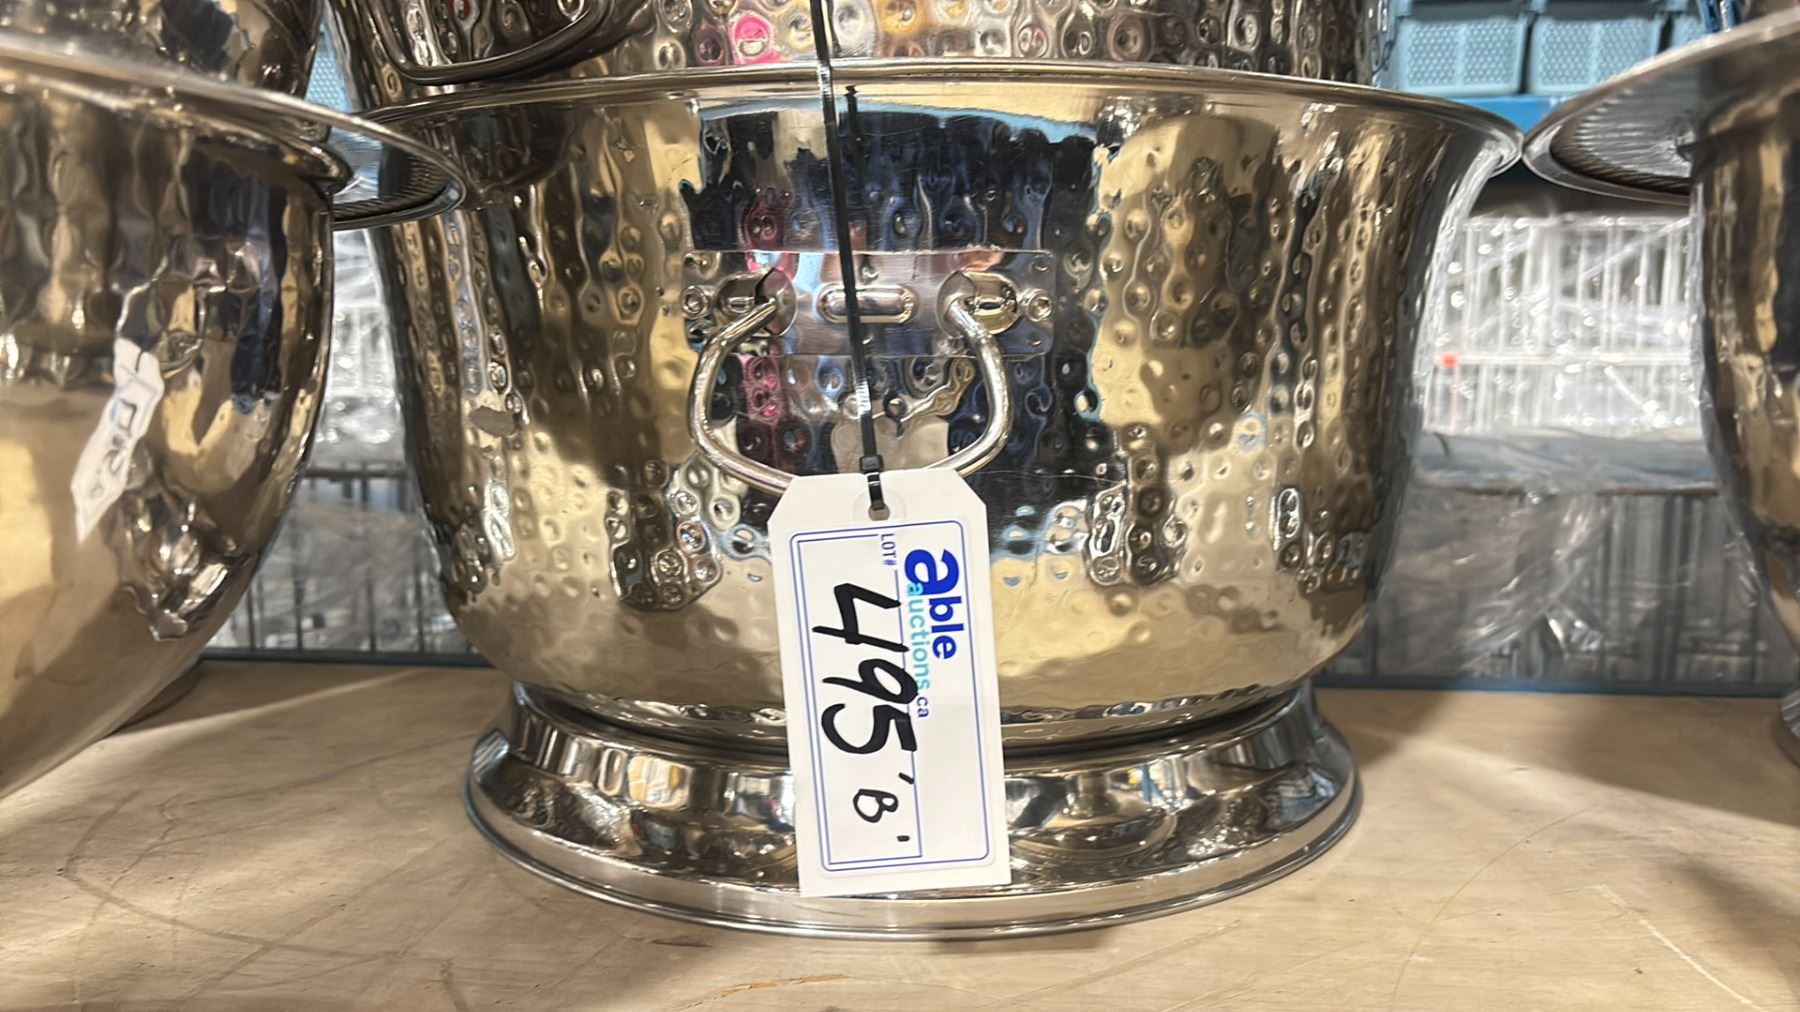 able
auctions.ca
LOT#
495 'B'